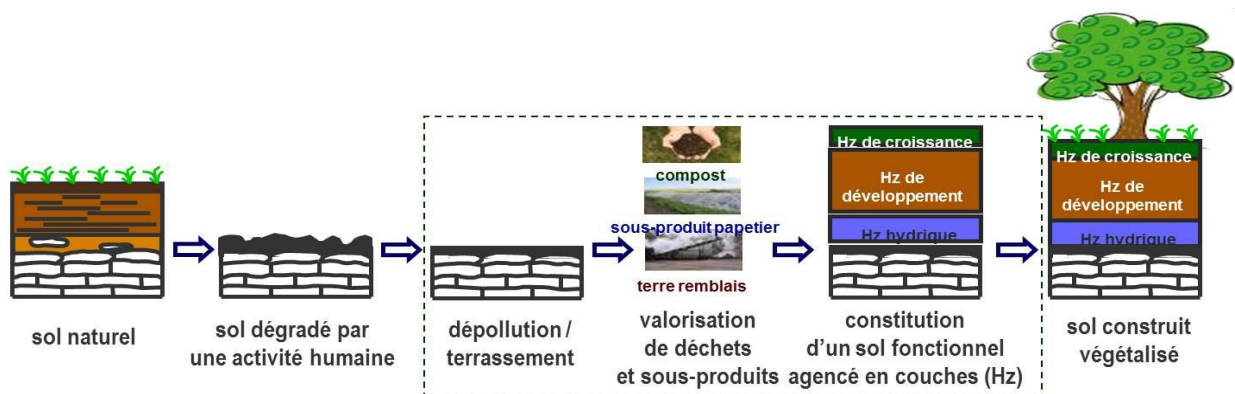 sol naturel
sol dégradé par
une activité humaine
dépollution /
terrassement
compost
sous-produit papetier
terre remblais
valorisation
de déchets
et sous-produits
Hz de croissance
Hz de
développement
Hz hydrique
constitution
d'un sol fonctionnel
agencé en couches (Hz)
Hz de croissance
Hz de
développement
Hz hydrique
sol construit
végétalisé